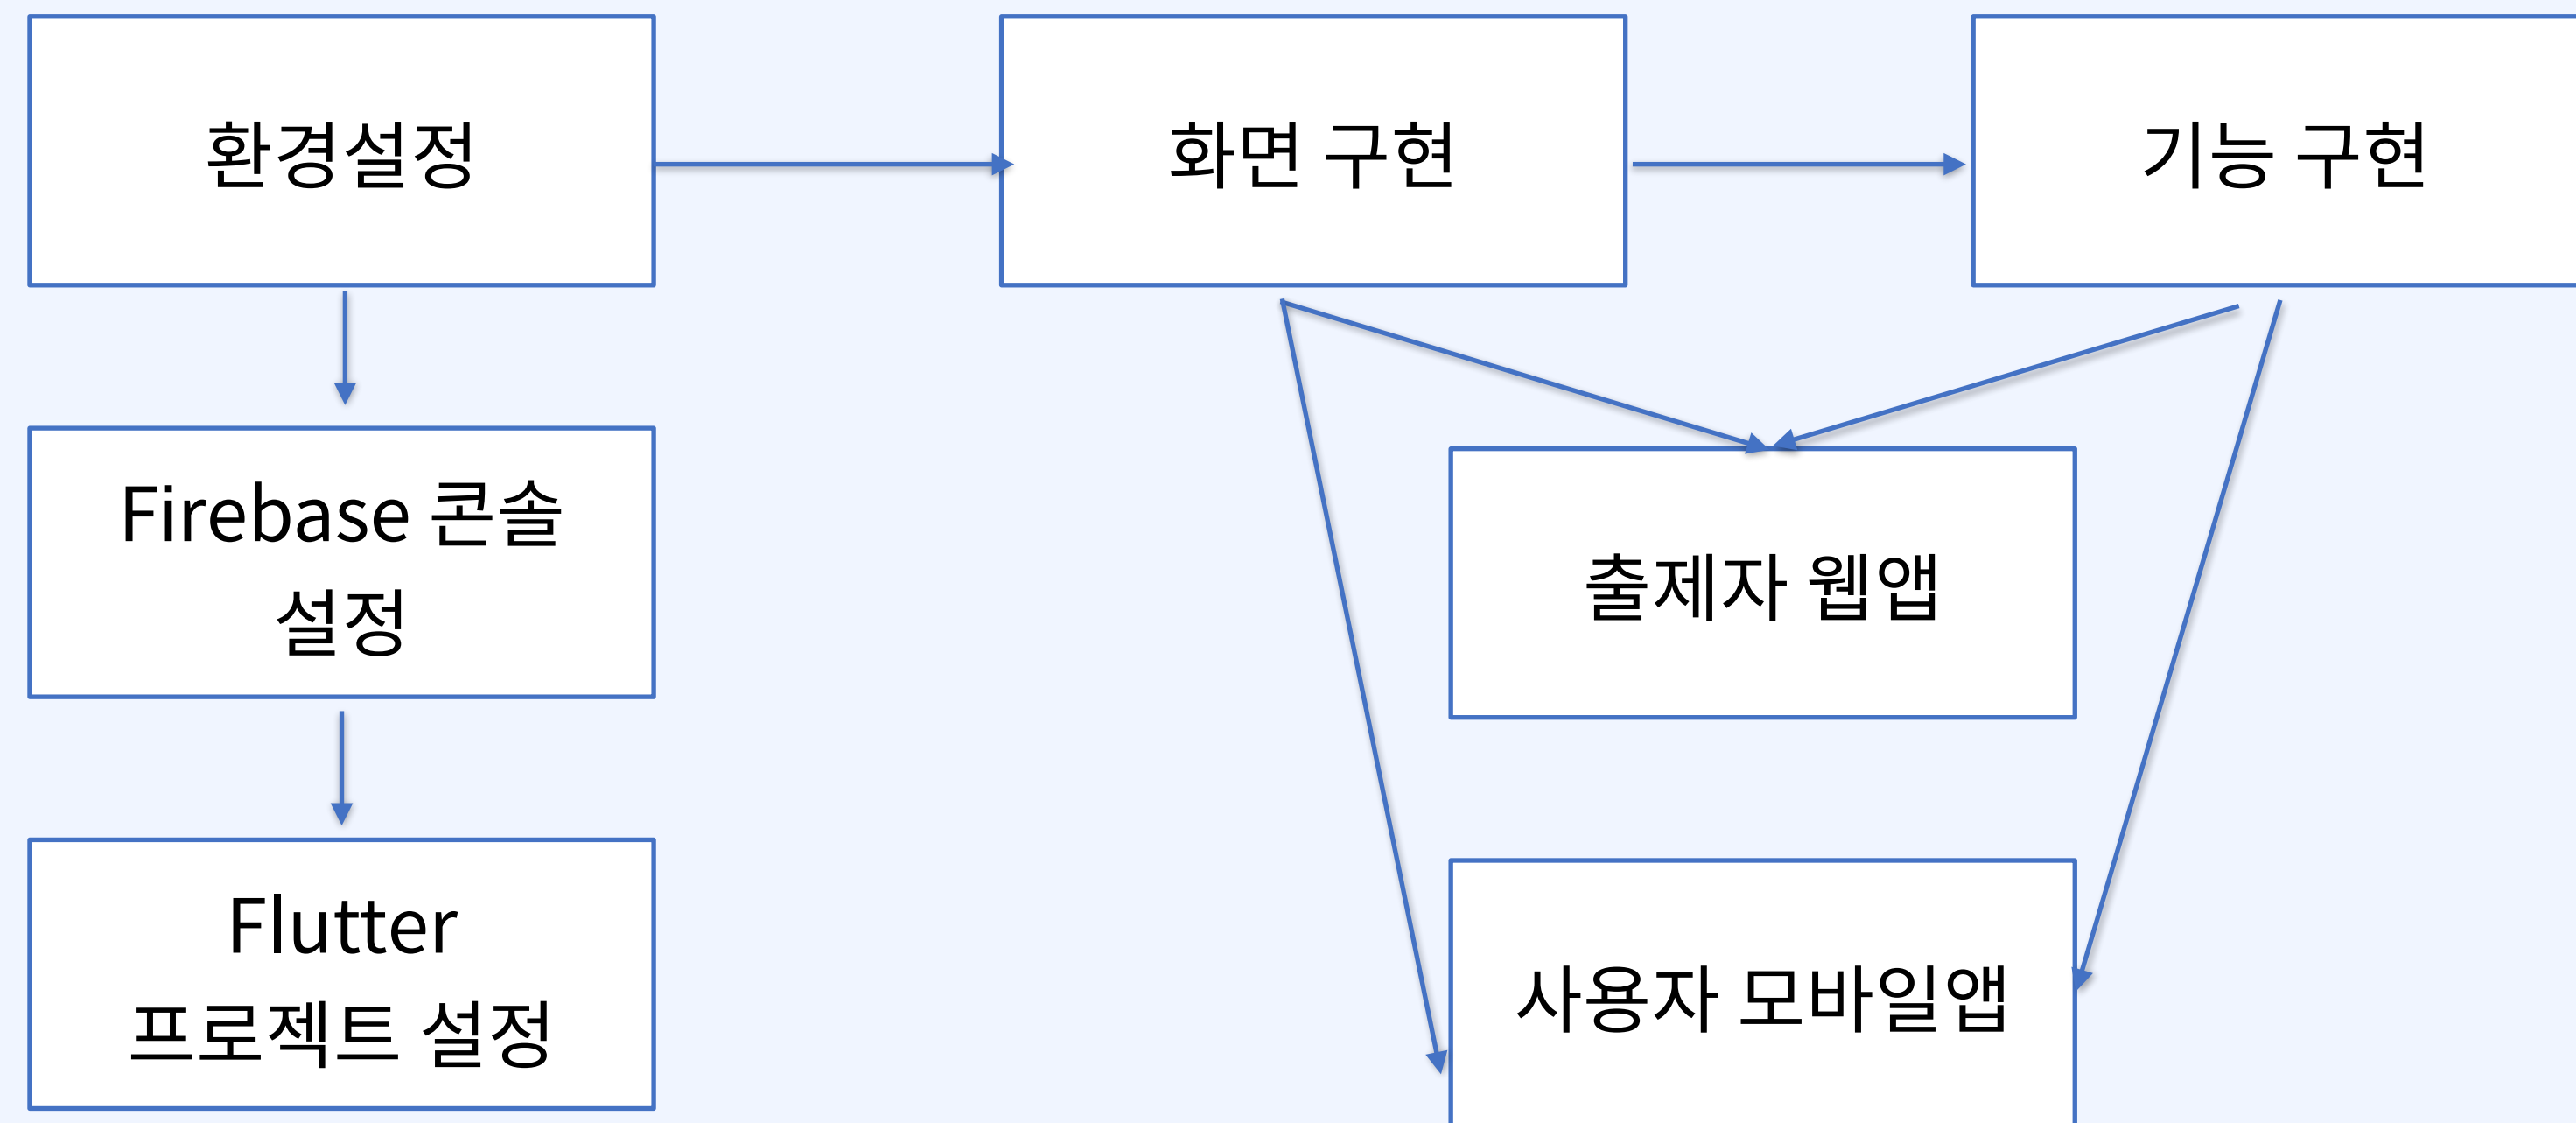 환경설정
화면 구현
기능 구현
Firebase 콘솔
설정
출제자 웹앱
Flutter
프로젝트 설정
사용자 모바일앱